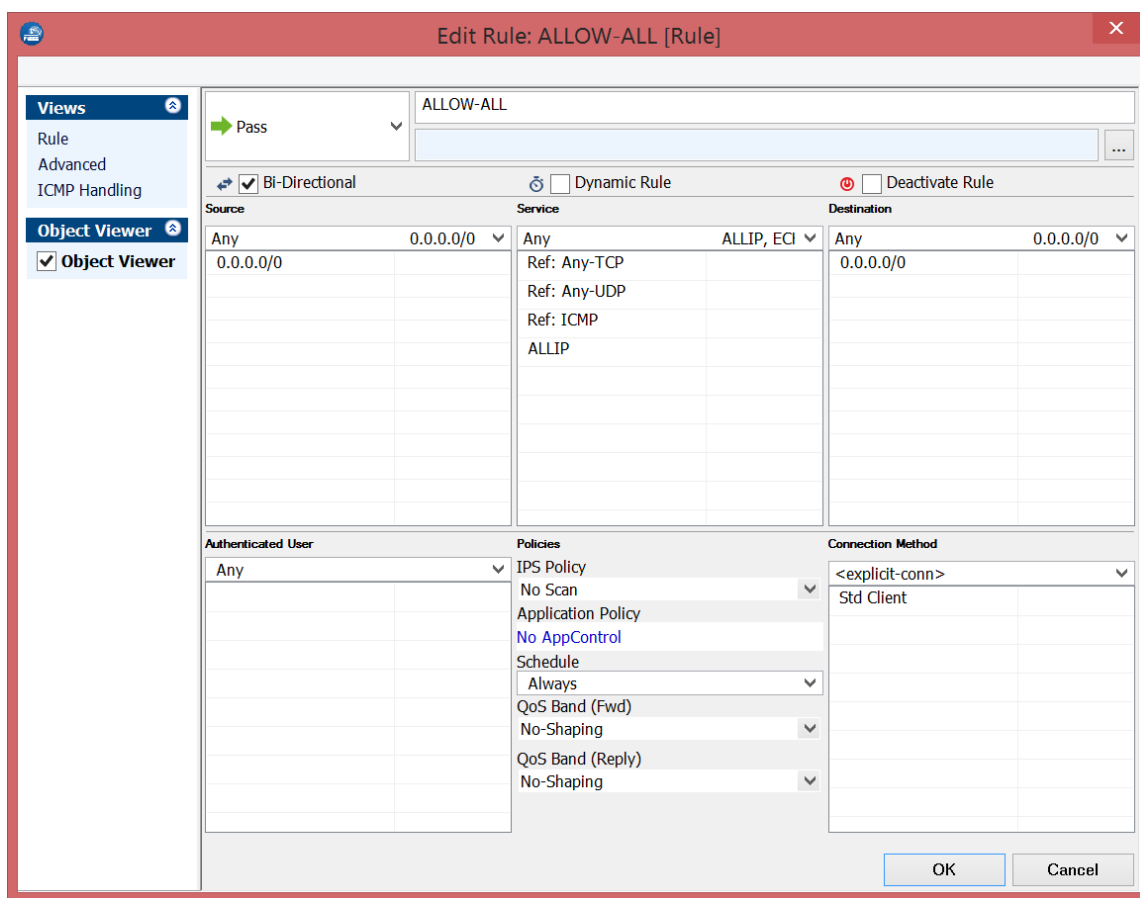 Edit Rule: ALLOW-ALL [Rule]
Views
Rule
Advanced
ICMP Handling
Object Viewer
Object Viewer
Pass
ALLOW-ALL
...
Bi-Directional
Dynamic Rule
Deactivate Rule
Source
Any 0.0.0.0/0
0.0.0.0/0
Service
Any ALLIP, ECI
Ref: Any-TCP
Ref: Any-UDP
Ref: ICMP
ALLIP
Destination
Any 0.0.0.0/0
0.0.0.0/0
Authenticated User
Any
Policies
IPS Policy
No Scan
Application Policy
No AppControl
Schedule
Always
QoS Band (Fwd)
No-Shaping
QoS Band (Reply)
No-Shaping
Connection Method
<explicit-conn>
Std Client
OK
Cancel